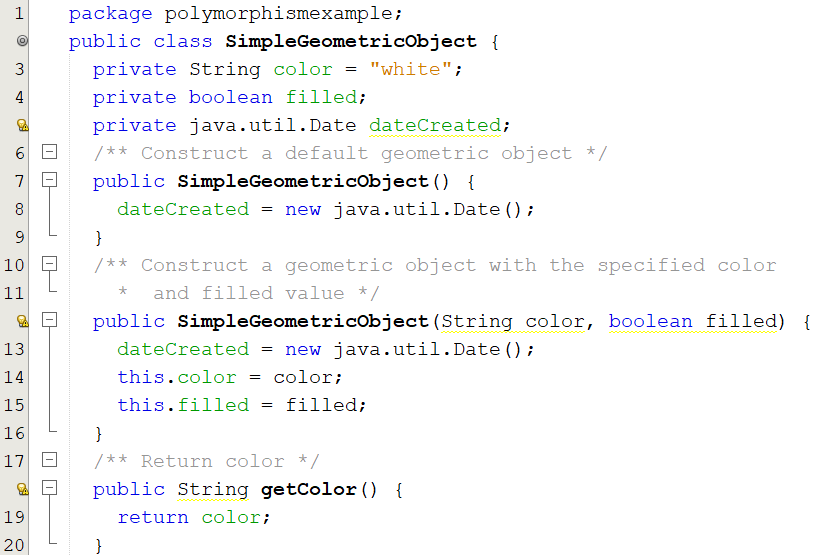 1 package polymorphismexample;
public class SimpleGeometricObject {
3 private String color = "white";
4 private boolean filled;
private java.util.Date dateCreated;
6 /** Construct a default geometric object */
7 public SimpleGeometricObject() {
8 dateCreated = new java.util.Date();
9 }
10 /** Construct a geometric object with the specified color
11 * and filled value */
public SimpleGeometricObject(String color, boolean filled) {
13 dateCreated = new java.util.Date();
14 this.color = color;
15 this.filled = filled;
16 }
17 /** Return color */
public String getColor() {
19 return color;
20 }